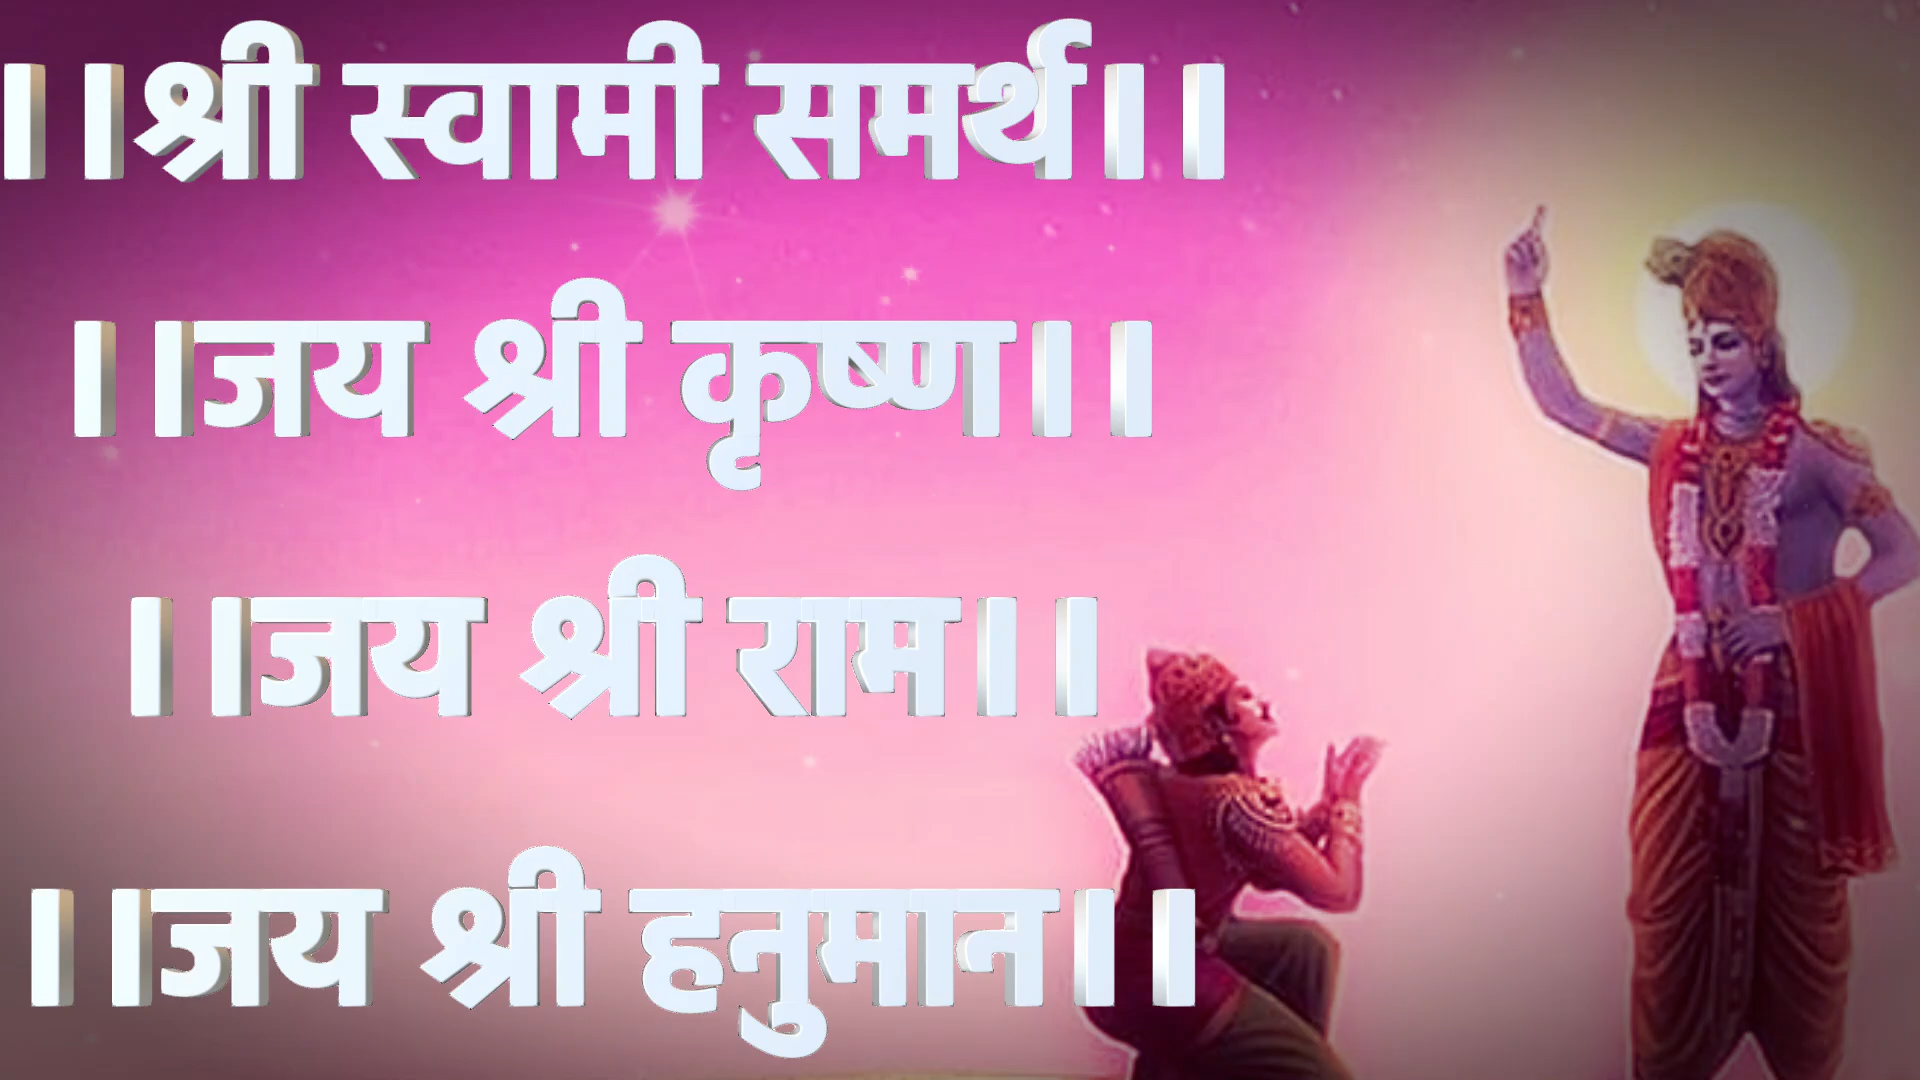 ।।श्री स्वामी समर्थ।।
।।जय श्री कृष्ण।।
।।जय श्री राम।।
।।जय श्री हनुमान।।